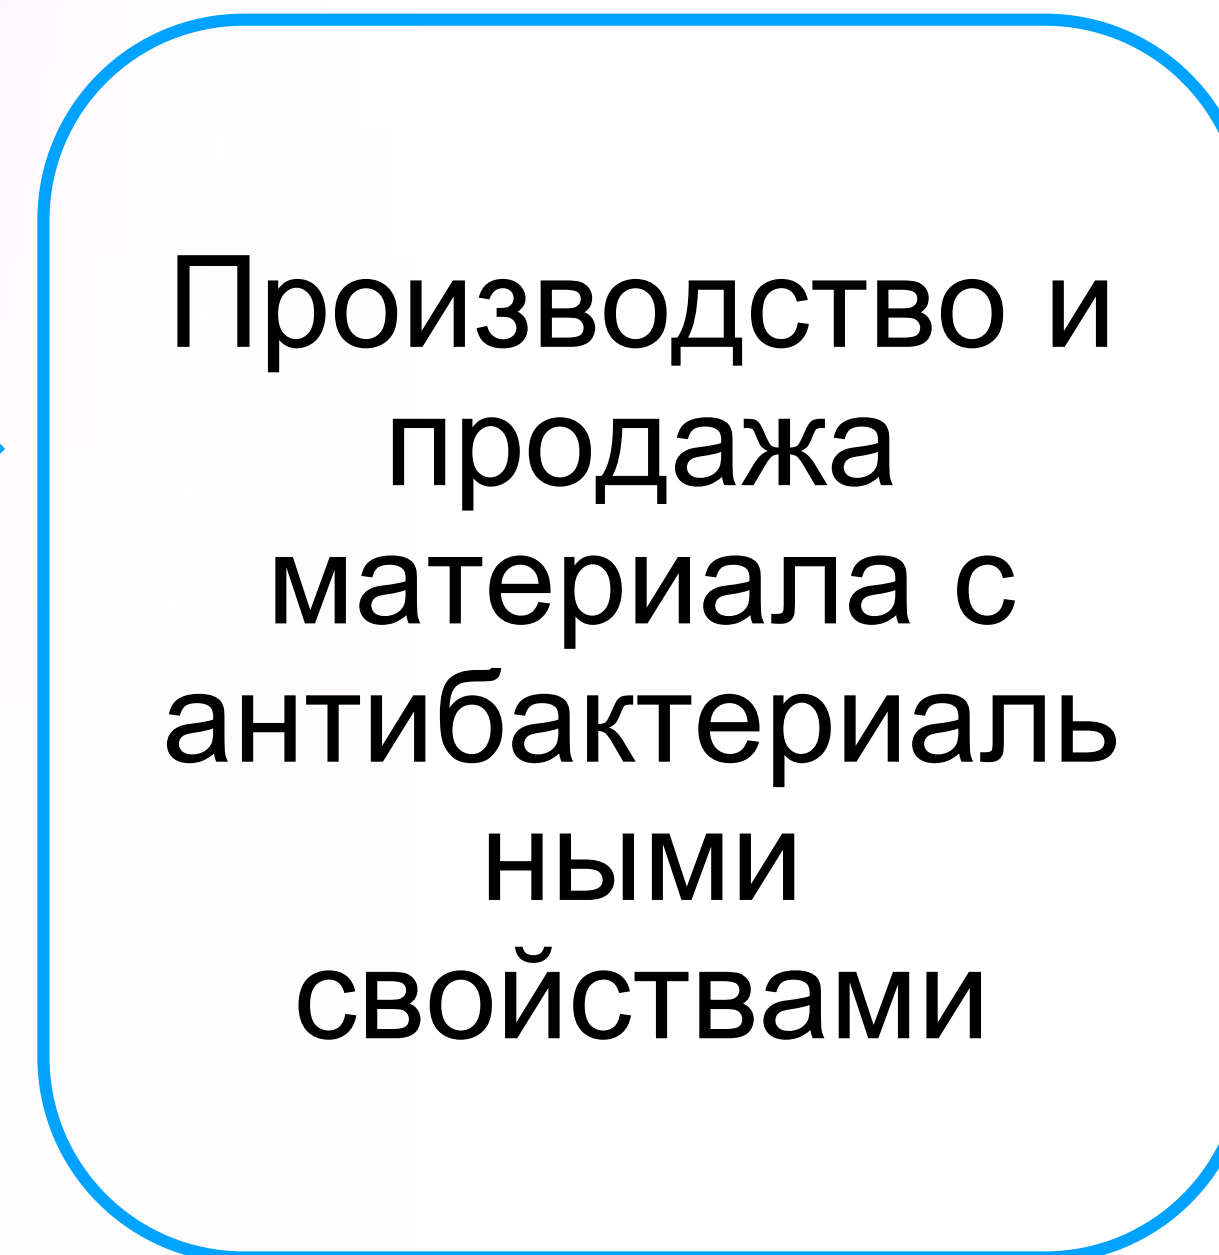 Производство и
продажа
материала с
антибактериаль
ными
свойствами